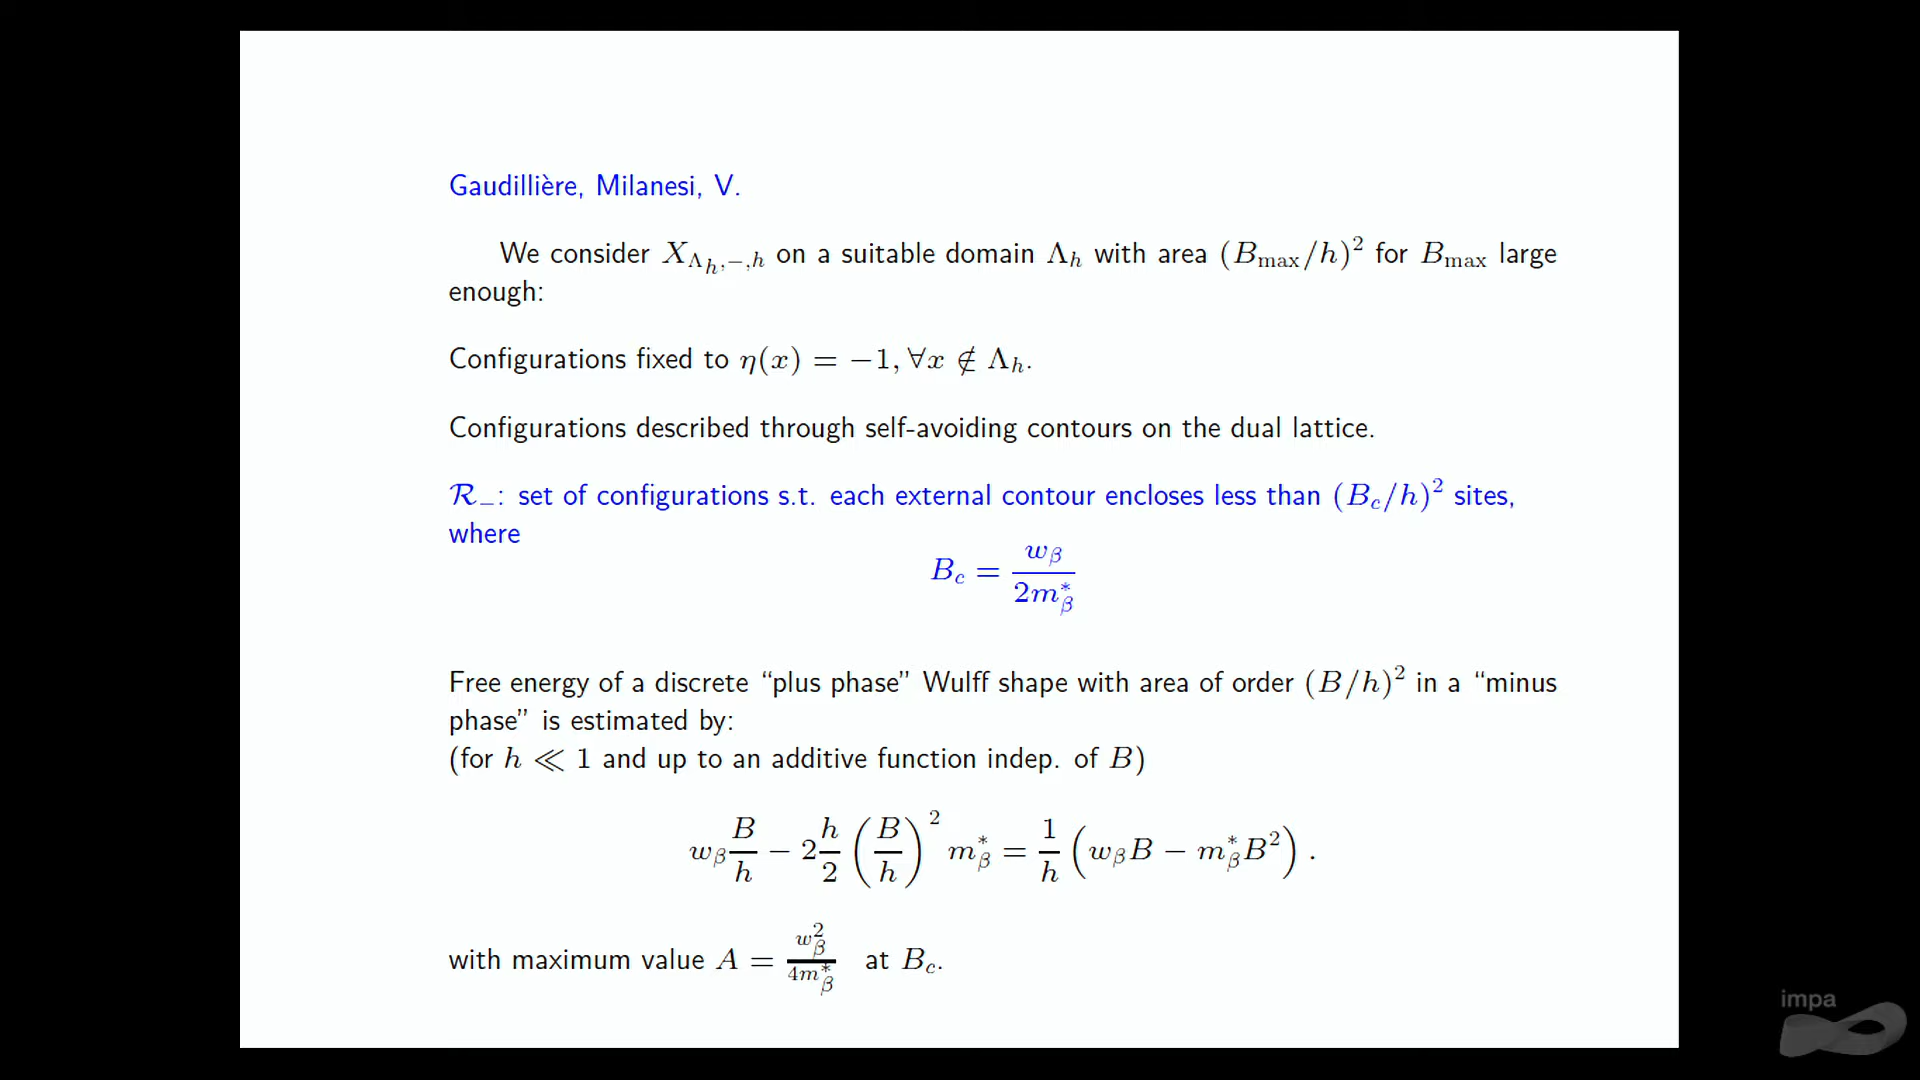 Gaudillière, Milanesi, V.
We consider $X_{\Lambda_h,-,h}$ on a suitable domain $\Lambda_h$ with area $(B_{\max}/h)^2$ for $B_{\max}$ large
enough:
Configurations fixed to $\eta(x) = -1, \forall x \notin \Lambda_h$.
Configurations described through self-avoiding contours on the dual lattice.
$\mathcal{R}_-$: set of configurations s.t. each external contour encloses less than $(B_c/h)^2$ sites,
where
$B_c = \frac{w_\beta}{2m^*_\beta}$
Free energy of a discrete “plus phase” Wulff shape with area of order $(B/h)^2$ in a “minus
phase” is estimated by:
(for $h \ll 1$ and up to an additive function indep. of $B$)
$w_\beta \frac{B}{h} - 2\frac{h}{2}\left(\frac{B}{h}\right)^2 m^*_\beta = \frac{1}{h}\left(w_\beta B - m^*_\beta B^2\right).$
with maximum value $A = \frac{w^2_\beta}{4m^*_\beta}$ at $B_c$.
impa